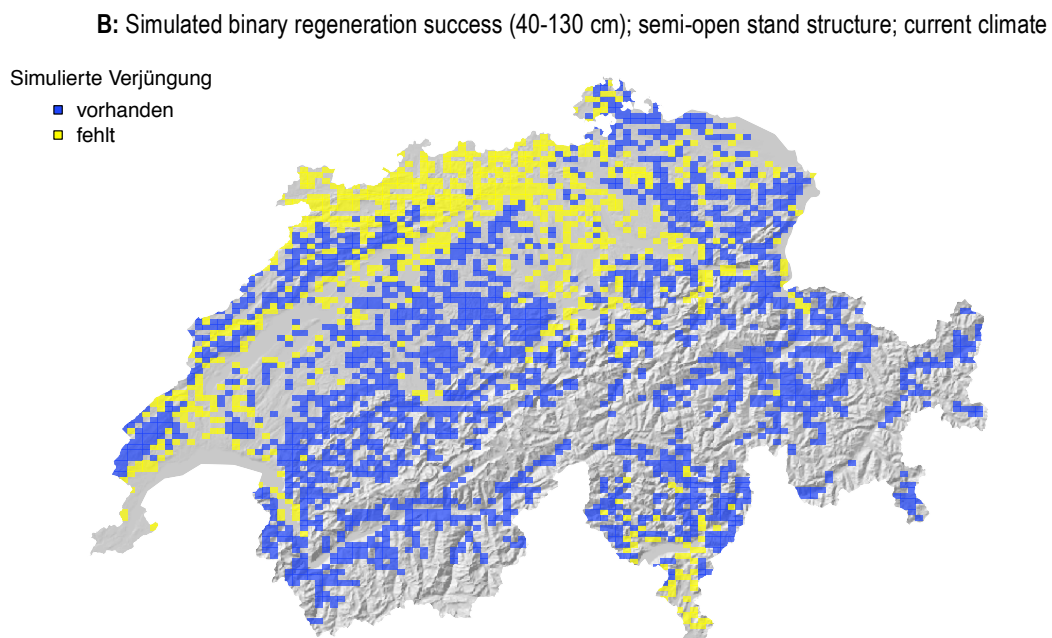 B: Simulated binary regeneration success (40-130 cm); semi-open stand structure; current climate
Simulierte Verjüngung
vorhanden
fehlt